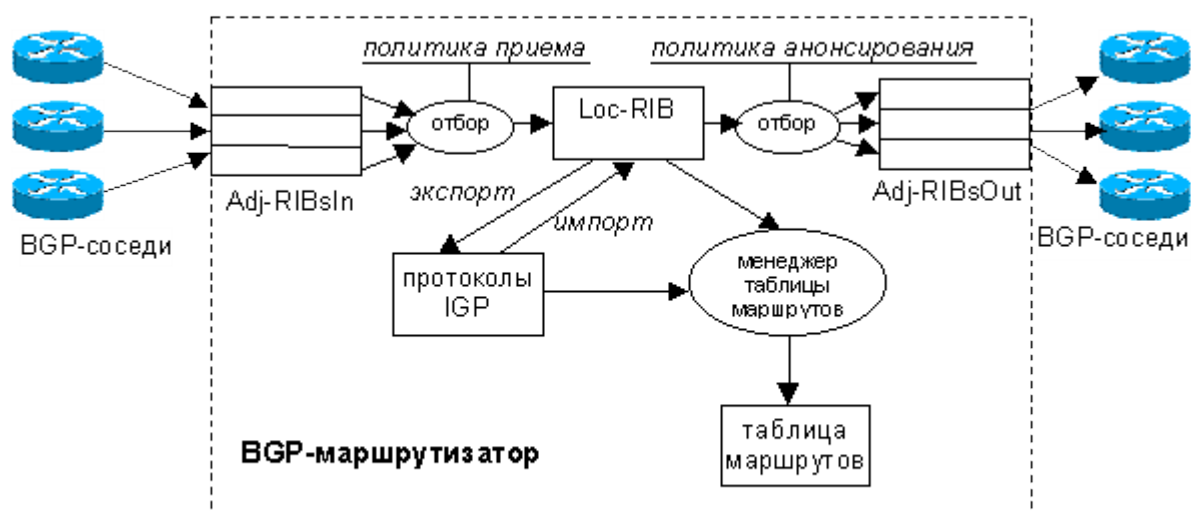 политика приема
политика анонсирования
отбор
Loc-RIB
отбор
Adj-RIBsIn
Adj-RIBsOut
BGP-соседи
BGP-соседи
экспорт
импорт
протоколы
IGP
менеджер
таблицы
маршрутов
таблица
маршрутов
BGP-маршрутизатор